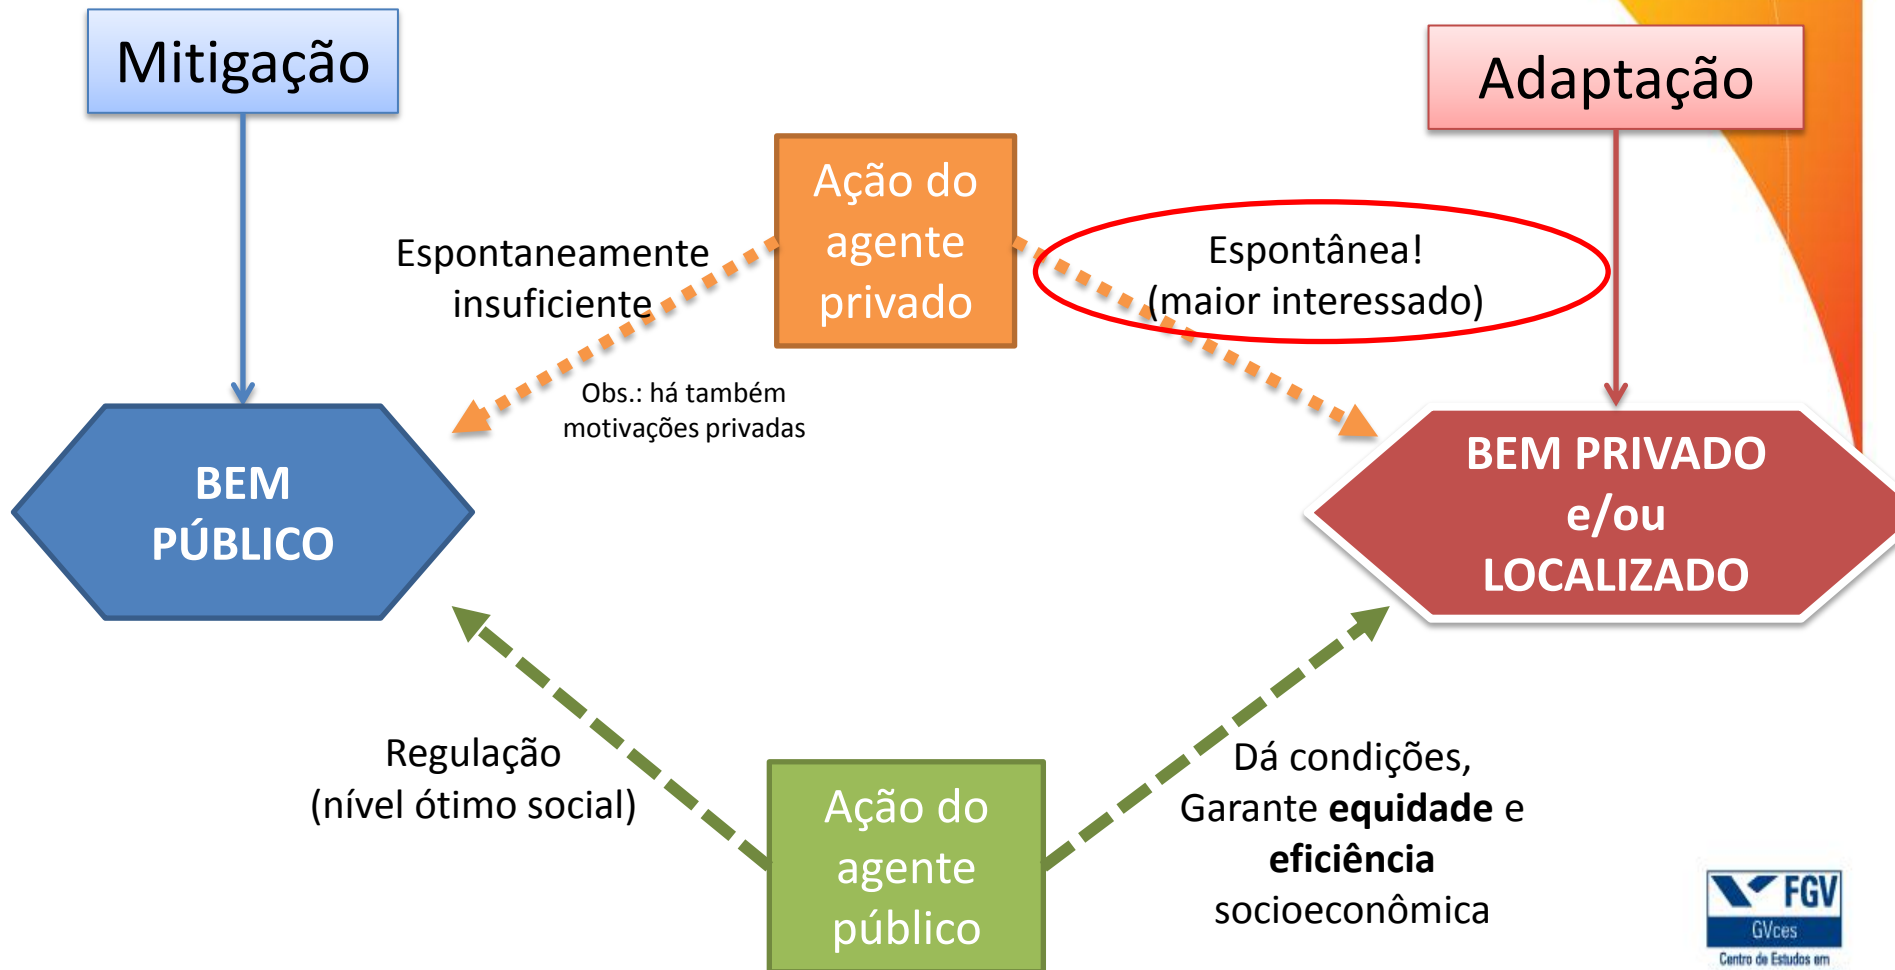 Mitigação
Adaptação
Ação do
agente
privado
Espontaneamente
insuficiente
Espontânea!
(maior interessado)
Obs.: há também
motivações privadas
BEM
PÚBLICO
BEM PRIVADO
e/ou
LOCALIZADO
Regulação
(nível ótimo social)
Ação do
agente
público
Dá condições,
Garante equidade e
eficiência
socioeconômica
FGV
GVces
Centro de Estudos em